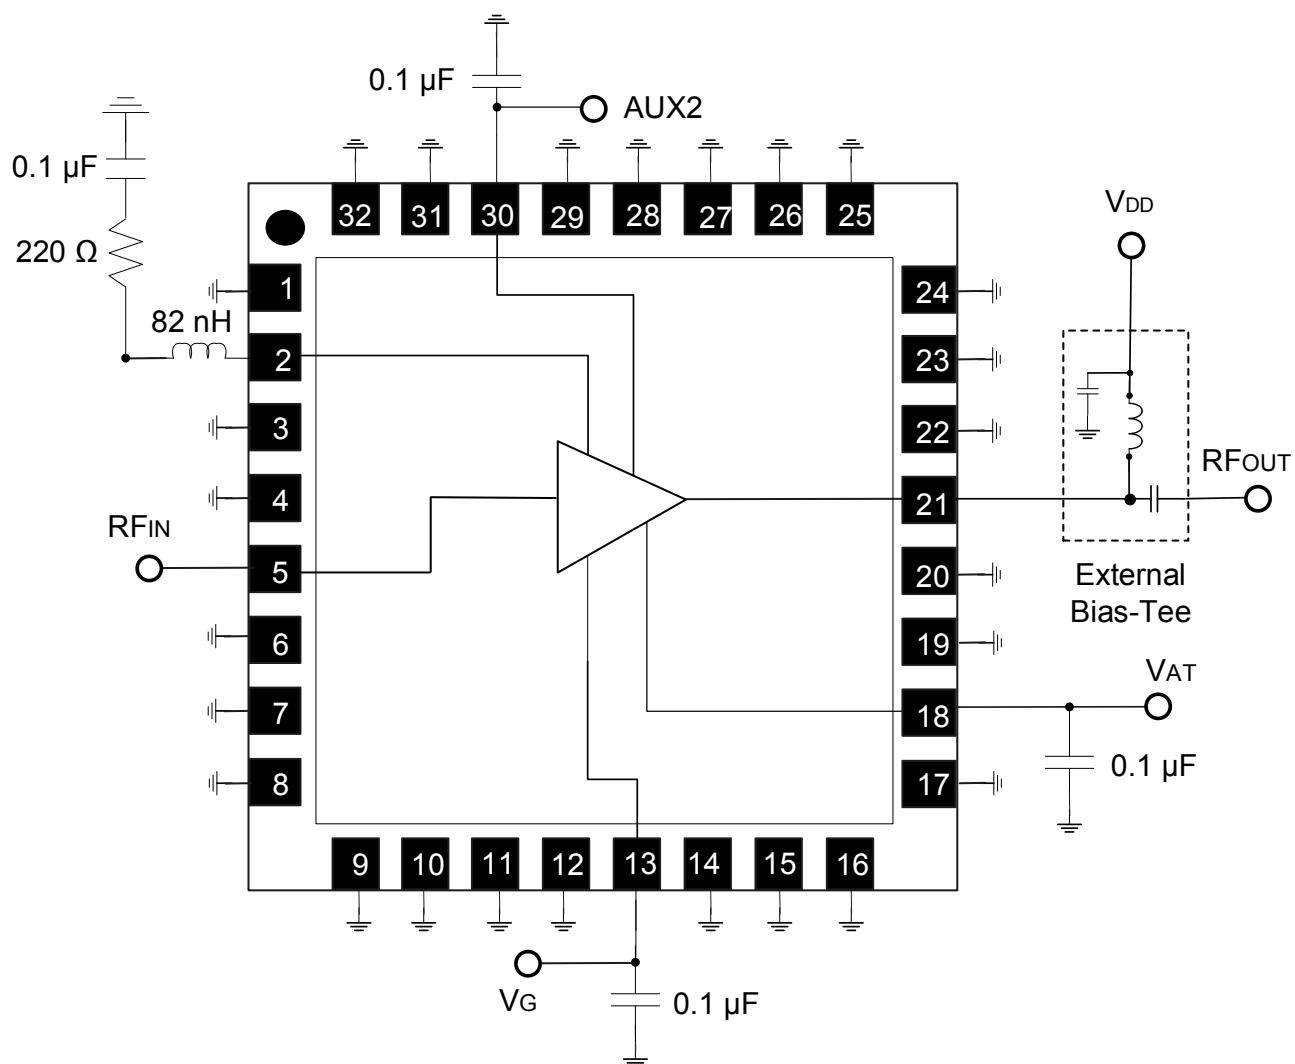 0.1 µF
AUX2
0.1 µF
220 Ω
82 nH
32 31 30 29 28 27 26 25
1
2
3
4
5
6
7
8
RFIN
24
23
22
21
20
19
18
17
VDD
RFOUT
External
Bias-Tee
VAT
0.1 µF
9 10 11 12 13 14 15 16
VG
0.1 µF